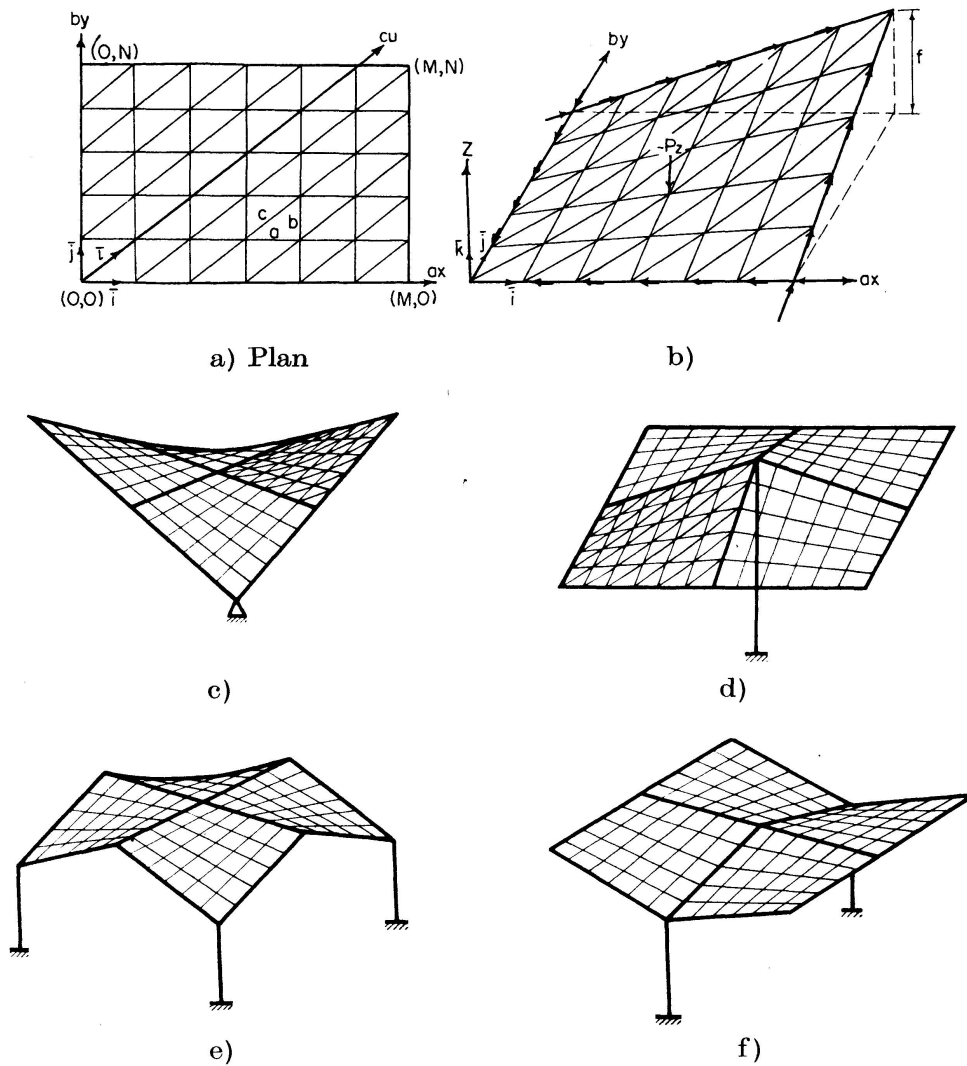 by
(O,N)
cu
(M,N)
c
b
a
j̄
ῑ
ax
(O,O)
ī
(M,O)
a) Plan
by
f
Z
-Pz
k̄
j̄
ī
ax
b)
c)
d)
e)
f)